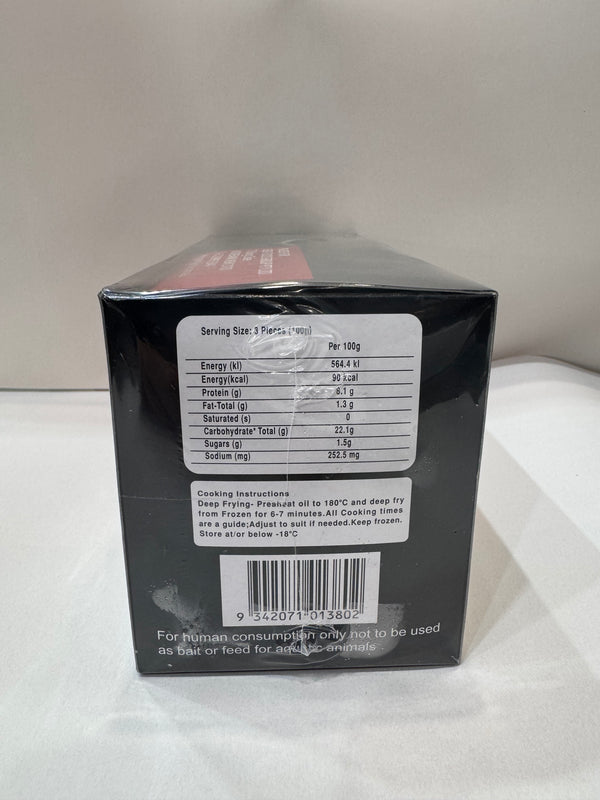 Serving Size: 3 Pieces (100g)
Per 100g
Energy (kl) 564.4 kl
Energy(kcal) 90 kcal
Protein (g) 8.1 g
Fat-Total (g) 1.3 g
Saturated (s) 0
Carbohydrate* Total (g) 22.1g
Sugars (g) 1.5g
Sodium (mg) 252.5 mg
Cooking Instructions
Deep Frying- Preaheat oil to 180°C and deep fry
from Frozen for 6-7 minutes.All Cooking times
are a guide;Adjust to suit if needed.Keep frozen.
Store at/or below -18°C
9 342071 013802
For human consumption only not to be used
as bait or feed for aquatic animals